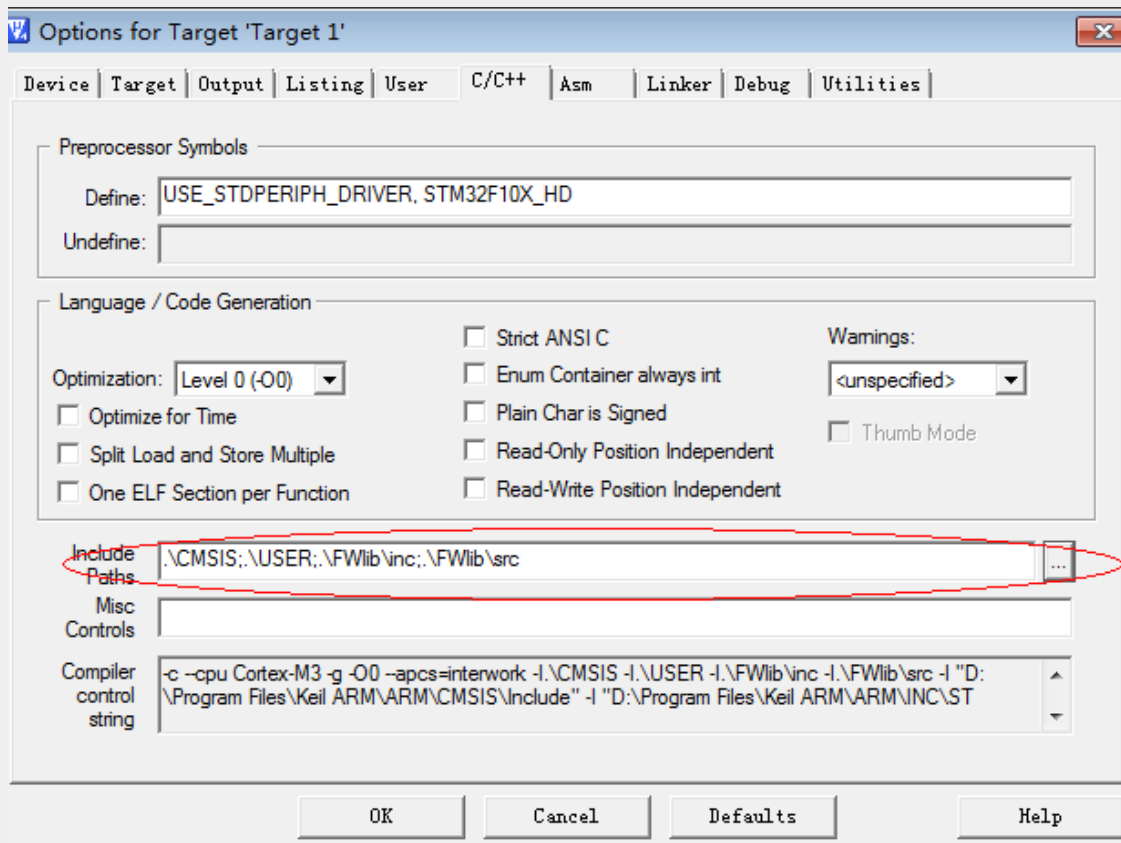 Options for Target 'Target 1'
Device Target Output Listing User C/C++ Asm Linker Debug Utilities
Preprocessor Symbols
Define: USE_STDPERIPH_DRIVER, STM32F10X_HD
Undefine:
Language / Code Generation
Strict ANSI C Warnings:
Optimization: Level 0 (-O0) Enum Container always int <unspecified>
Optimize for Time Plain Char is Signed Thumb Mode
Split Load and Store Multiple Read-Only Position Independent
One ELF Section per Function Read-Write Position Independent
Include Paths .\CMSIS;.\USER;.\FWlib\inc;.\FWlib\src ...
Misc Controls
Compiler control string -c --cpu Cortex-M3 -g -O0 --apcs=interwork -I.\CMSIS -I.\USER -I.\FWlib\inc -I.\FWlib\src -I "D:
\Program Files\Keil ARM\ARM\CMSIS\Include" -I "D:\Program Files\Keil ARM\ARM\INC\ST
OK Cancel Defaults Help